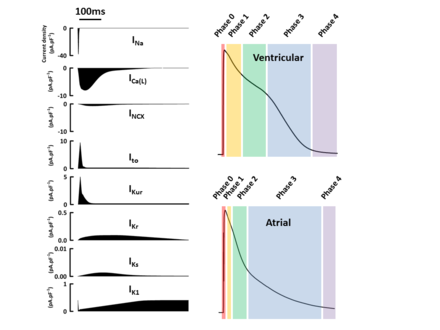 100ms
Current density
(pA.pF⁻¹)
0
-40
INa
(pA.pF⁻¹)
0
-10
ICa(L)
(pA.pF⁻¹)
0
-10
INCX
(pA.pF⁻¹)
10
0
Ito
(pA.pF⁻¹)
5
0
IKur
(pA.pF⁻¹)
0.5
0.0
IKr
(pA.pF⁻¹)
0.01
0.00
IKs
(pA.pF⁻¹)
1
0
IK1
Phase 0
Phase 1
Phase 2
Phase 3
Phase 4
Ventricular
Phase 0
Phase 1
Phase 2
Phase 3
Phase 4
Atrial